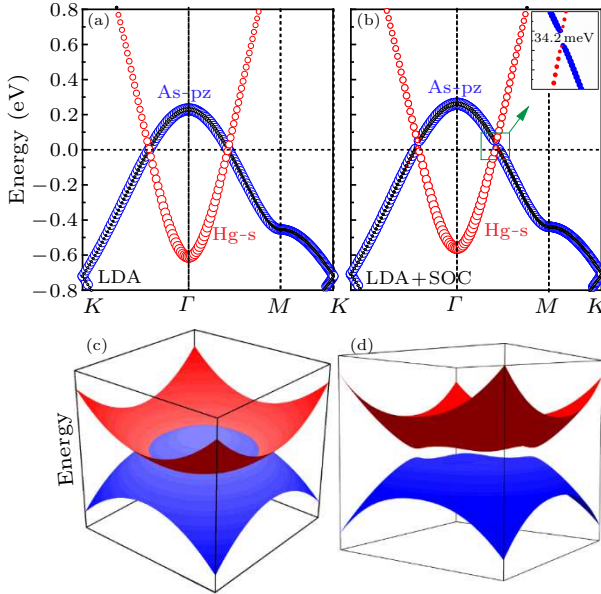 (a)
(b)
34.2 meV
As-pz
As-pz
Hg-s
Hg-s
LDA
LDA+SOC
Energy (eV)
0.8
0.6
0.4
0.2
0.0
−0.2
−0.4
−0.6
−0.8
K Γ M K Γ M K
(c)
(d)
Energy